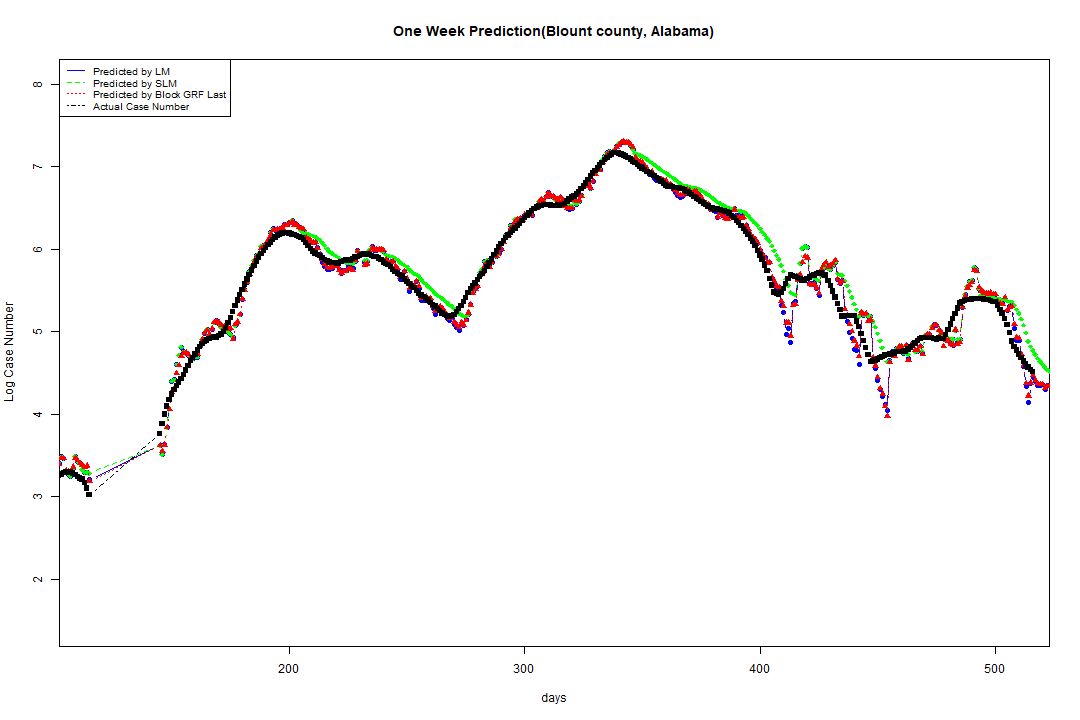 One Week Prediction(Blount county, Alabama)
Predicted by LM
Predicted by SLM
Predicted by Block GRF Last
Actual Case Number
Log Case Number
8
7
6
5
4
3
2
200 300 400 500
days